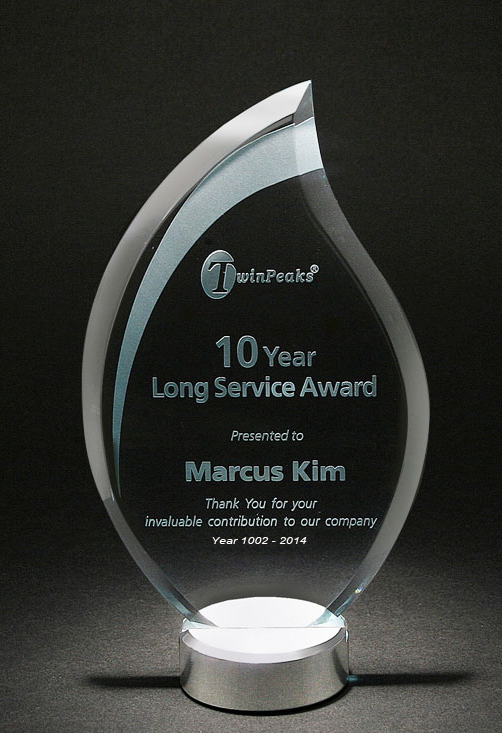 TwinPeaks®
10 Year
Long Service Award
Presented to
Marcus Kim
Thank You for your
invaluable contribution to our company
Year 1002 - 2014